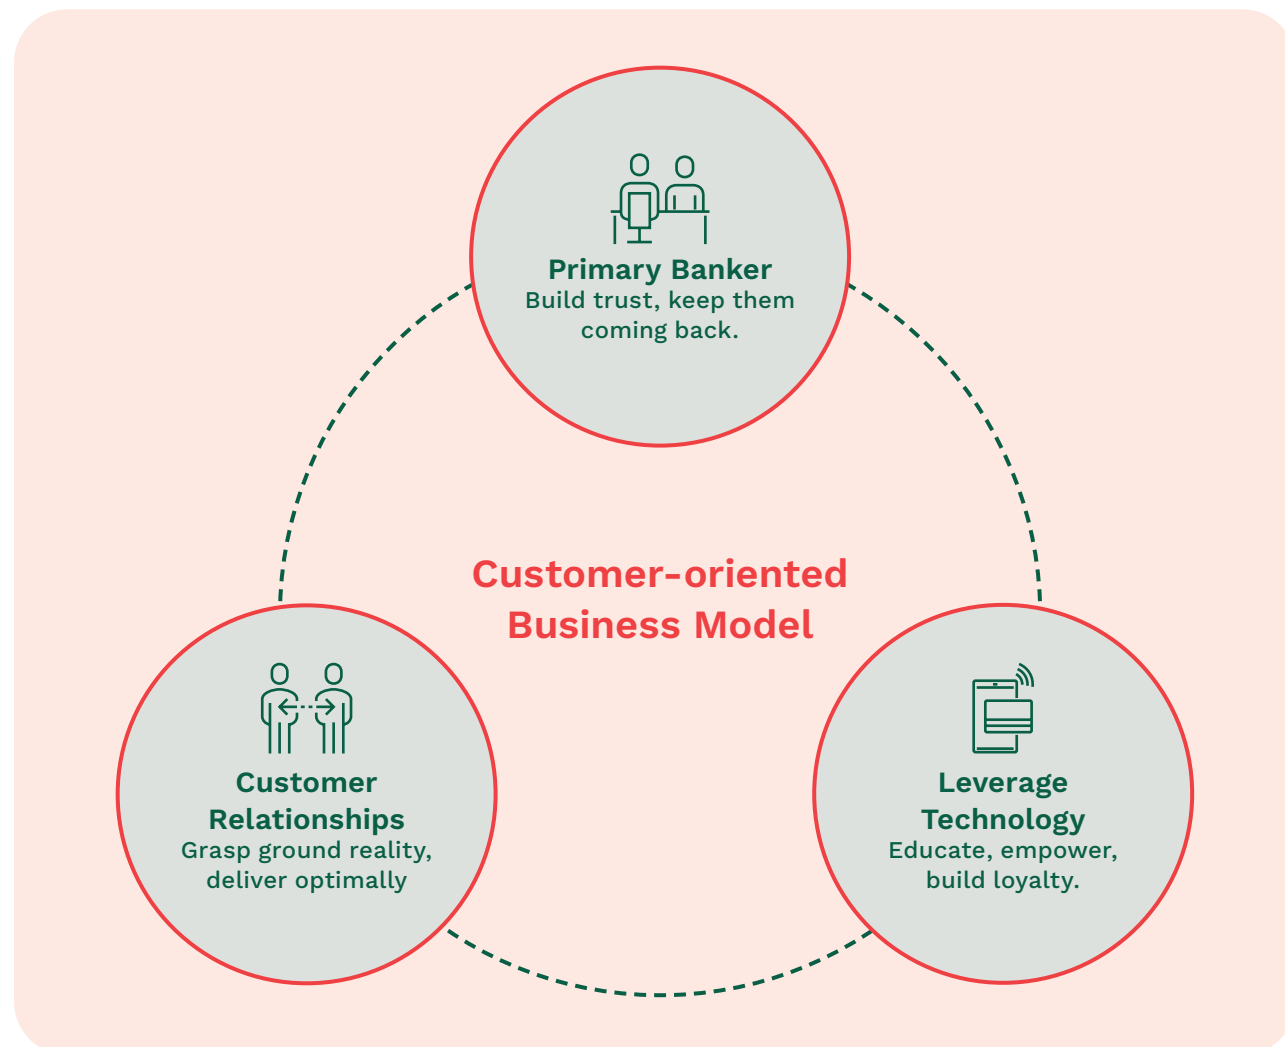 Primary Banker
Build trust, keep them
coming back.
Customer-oriented
Business Model
Customer
Relationships
Grasp ground reality,
deliver optimally
Leverage
Technology
Educate, empower,
build loyalty.